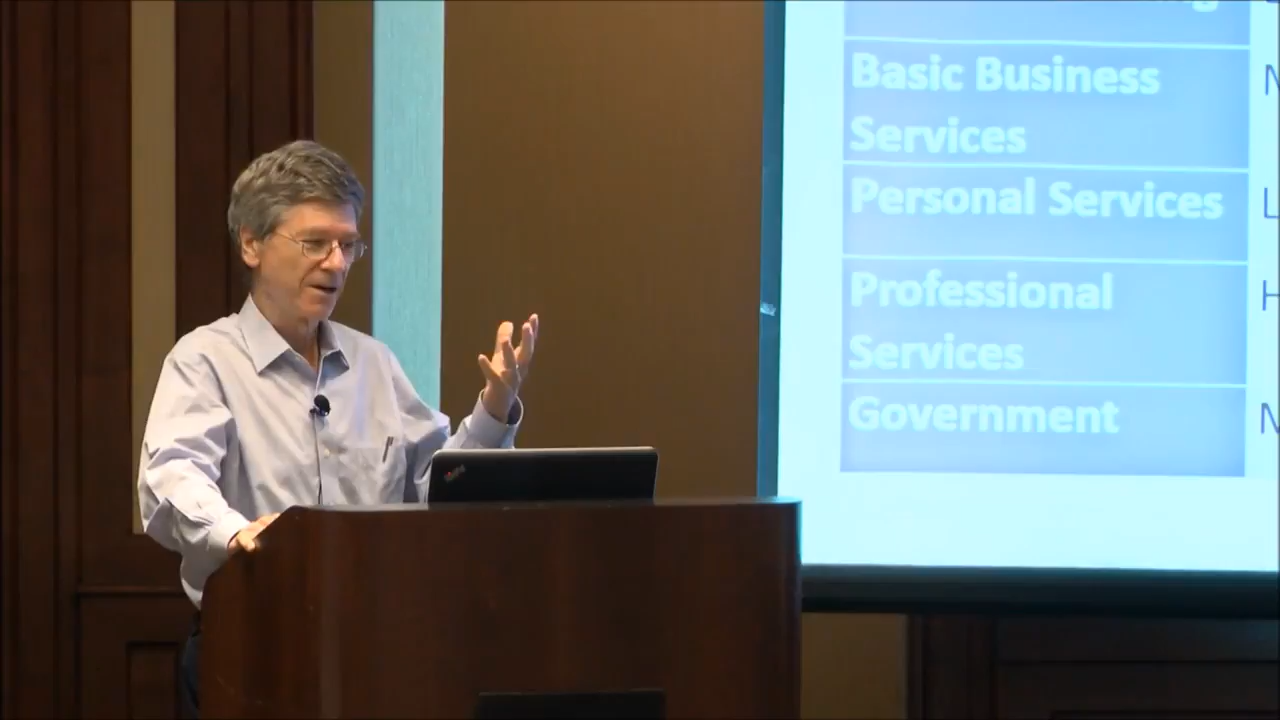 Basic Business
Services
Personal Services
Professional
Services
Government